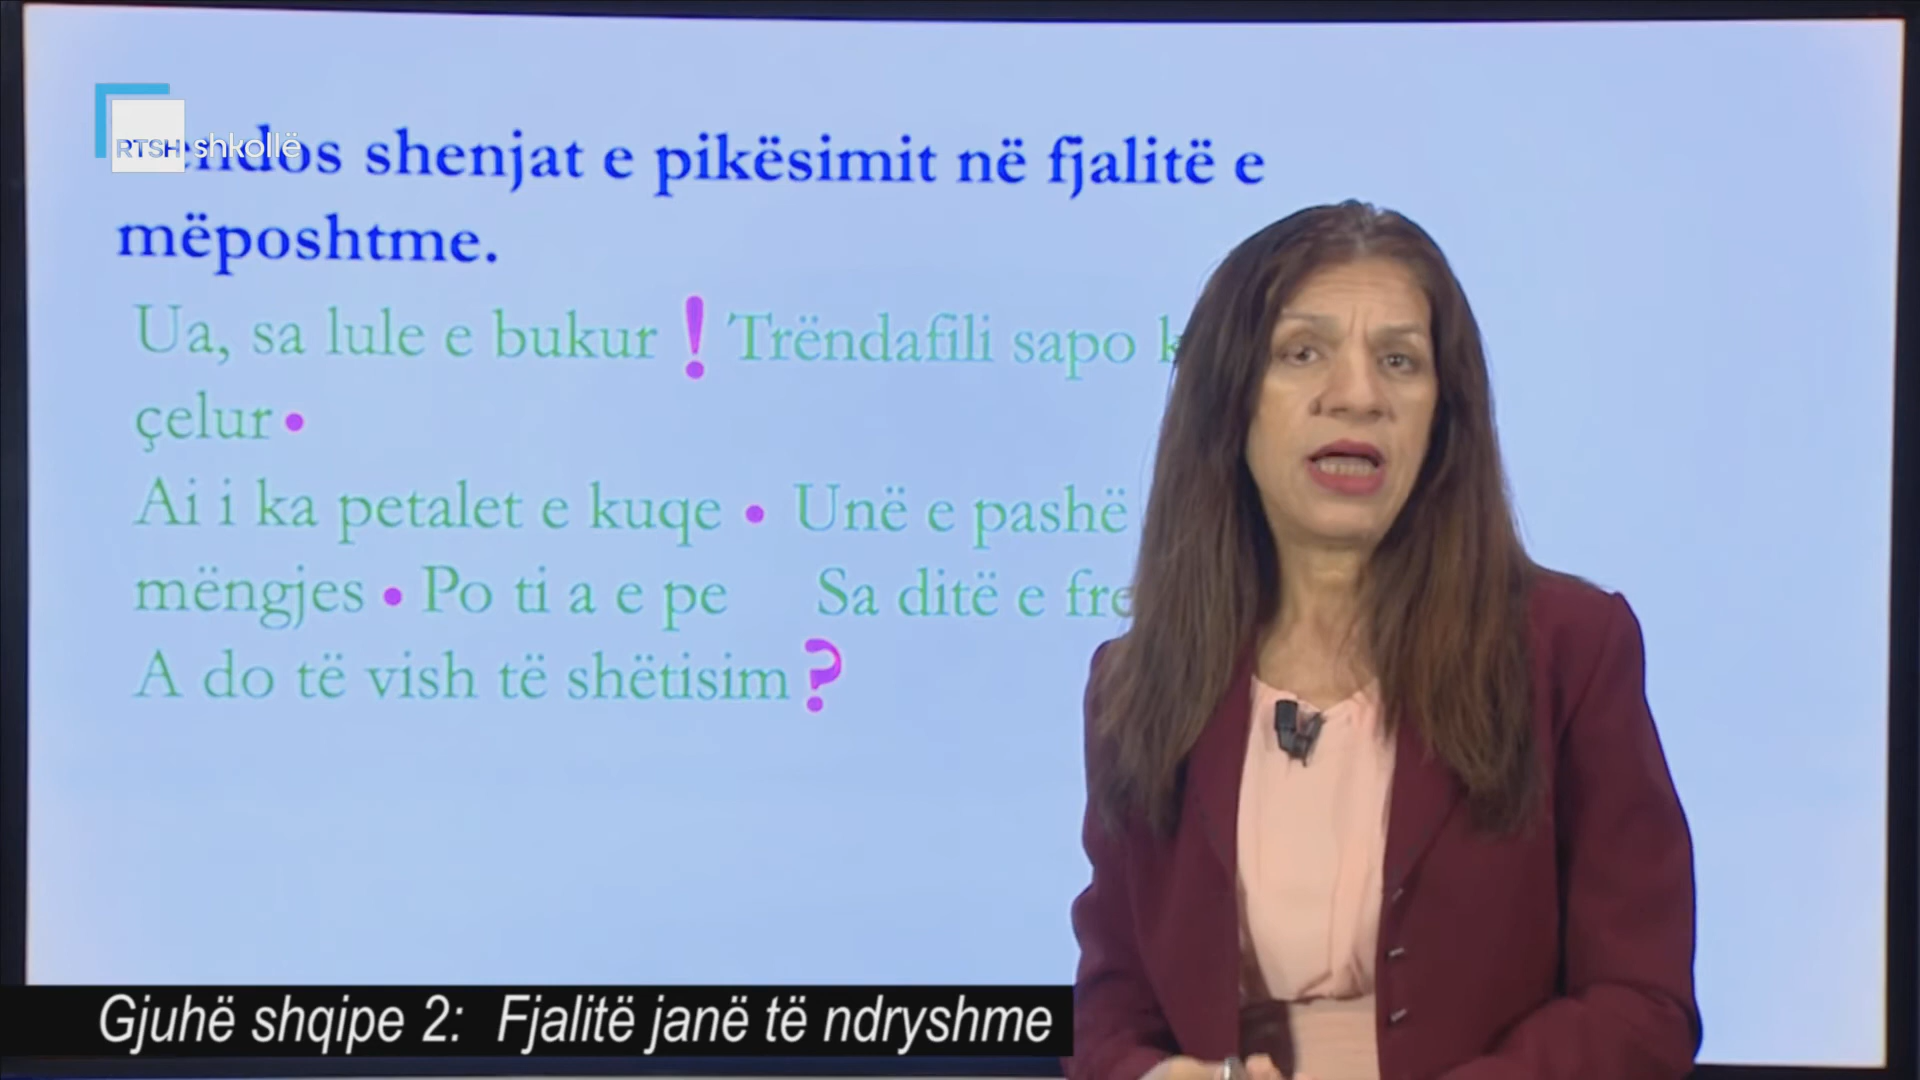 RTSH shkollë
shenjat e pikësimit në fjalitë e
mëposhtme.
Ua, sa lule e bukur ! Trëndafili sapo
çelur.
Ai i ka petalet e kuqe . Unë e pashë
mëngjes . Po ti a e pe Sa ditë e
A do të vish të shëtisim ?
Gjuhë shqipe 2: Fjalitë janë të ndryshme